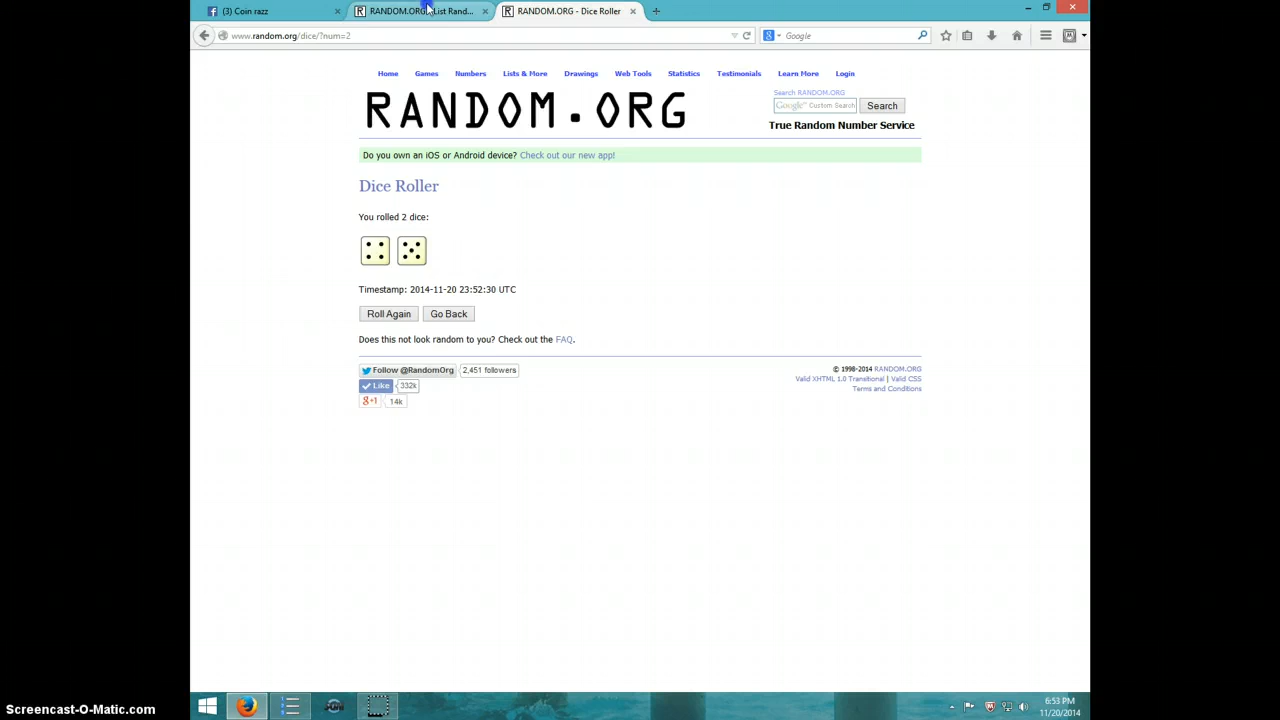 (3) Coin razz
RANDOM.ORG - List Rand...
RANDOM.ORG - Dice Roller
www.random.org/dice/?num=2
Google
Home Games Numbers Lists & More Drawings Web Tools Statistics Testimonials Learn More Login
RANDOM.ORG
Search RANDOM.ORG
Google™ Custom Search
Search
True Random Number Service
Do you own an iOS or Android device? Check out our new app!
Dice Roller
You rolled 2 dice:
Timestamp: 2014-11-20 23:52:30 UTC
Roll Again Go Back
Does this not look random to you? Check out the FAQ.
Follow @RandomOrg 2,451 followers
Like 332k
+1 14k
© 1998-2014 RANDOM.ORG
Valid XHTML 1.0 Transitional | Valid CSS
Terms and Conditions
6:53 PM
11/20/2014
Screencast-O-Matic.com